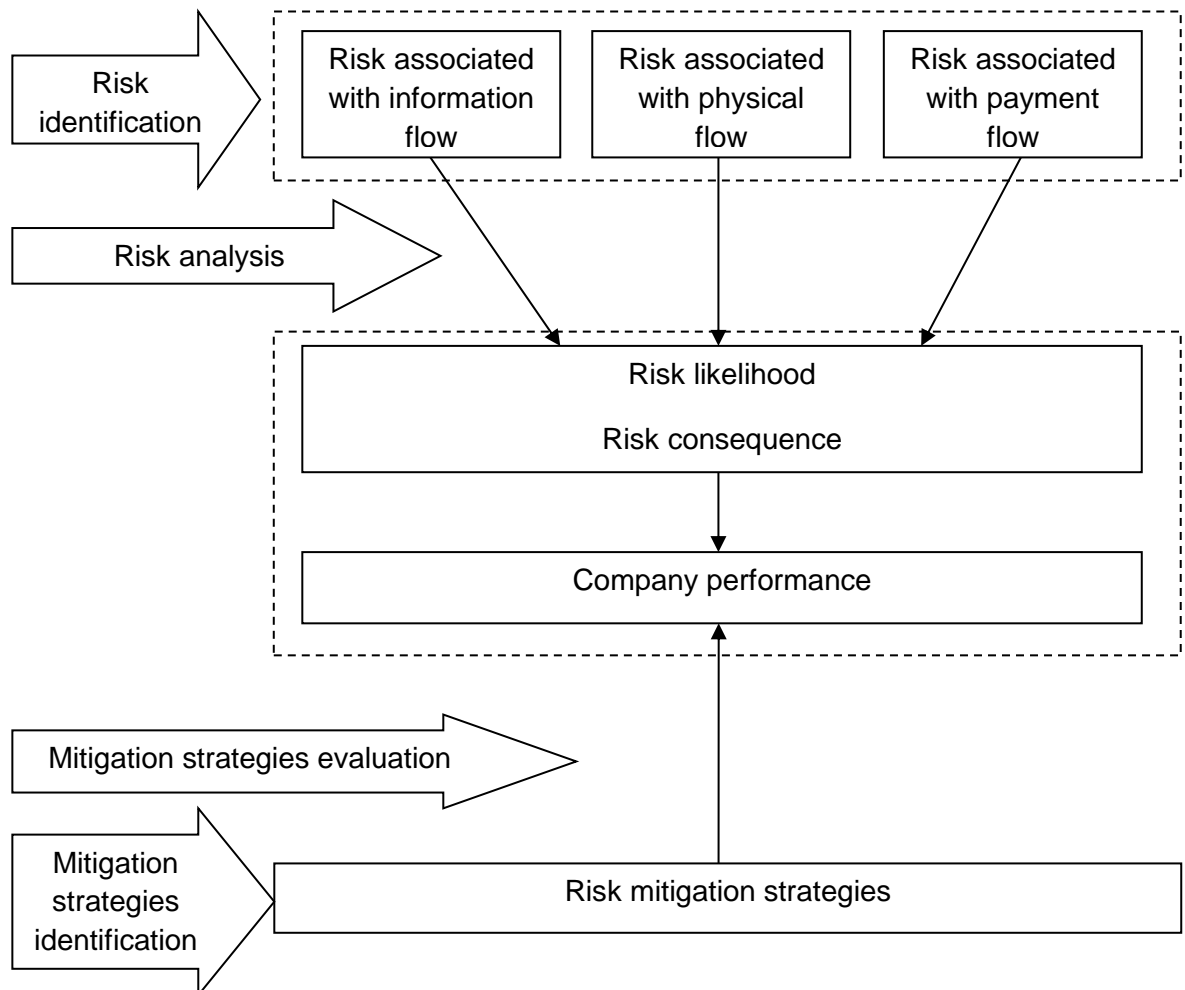 Risk
identification
Risk associated
with information
flow
Risk associated
with physical
flow
Risk associated
with payment
flow
Risk analysis
Risk likelihood
Risk consequence
Company performance
Mitigation strategies evaluation
Mitigation
strategies
identification
Risk mitigation strategies